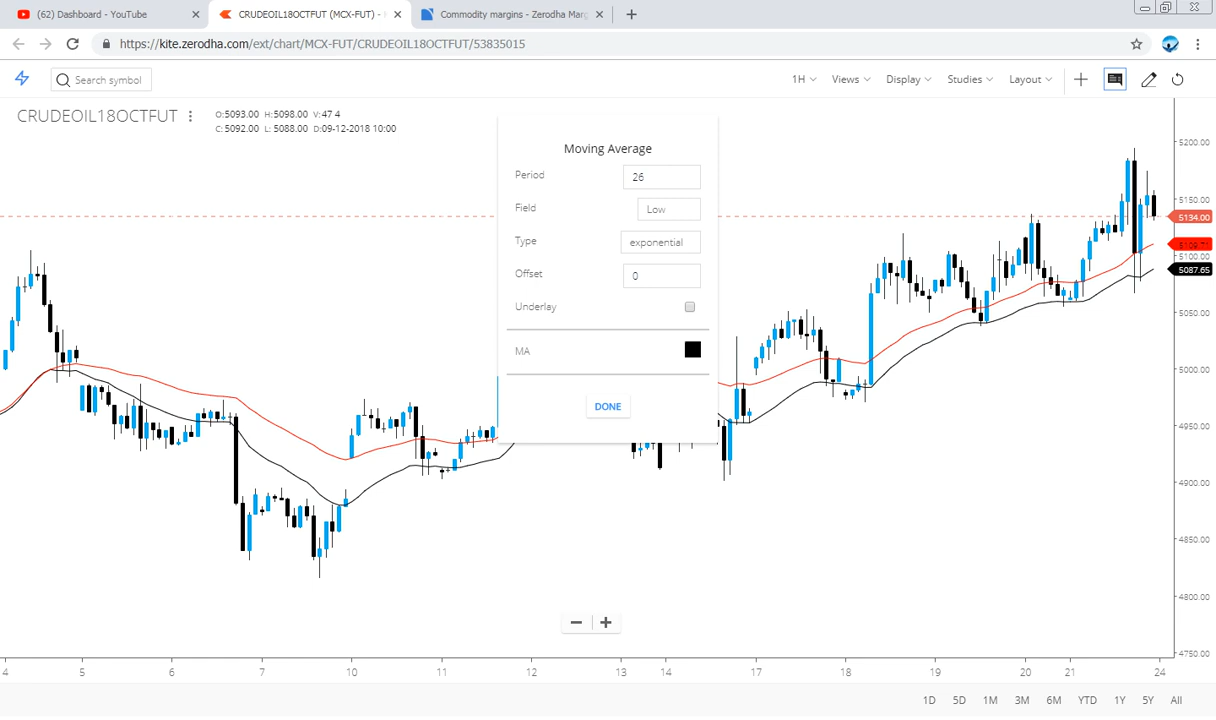 (62) Dashboard - YouTube
CRUDEOIL18OCTFUT (MCX-FUT) -
Commodity margins - Zerodha Marg
https://kite.zerodha.com/ext/chart/MCX-FUT/CRUDEOIL18OCTFUT/53835015
Search symbol
1H Views Display Studies Layout
CRUDEOIL18OCTFUT
O:5093.00 H:5098.00 V:47 4
C:5092.00 L: 5088.00 D:09-12-2018 10:00
Moving Average
Period 26
Field Low
Type exponential
Offset 0
Underlay
MA
DONE
5200.00
5150.00
5134.00
5100.00
5087.65
5050.00
5000.00
4950.00
4900.00
4850.00
4800.00
4750.00
4 5 6 7 10 11 12 13 14 17 18 19 20 21 24
1D 5D 1M 3M 6M YTD 1Y 5Y All